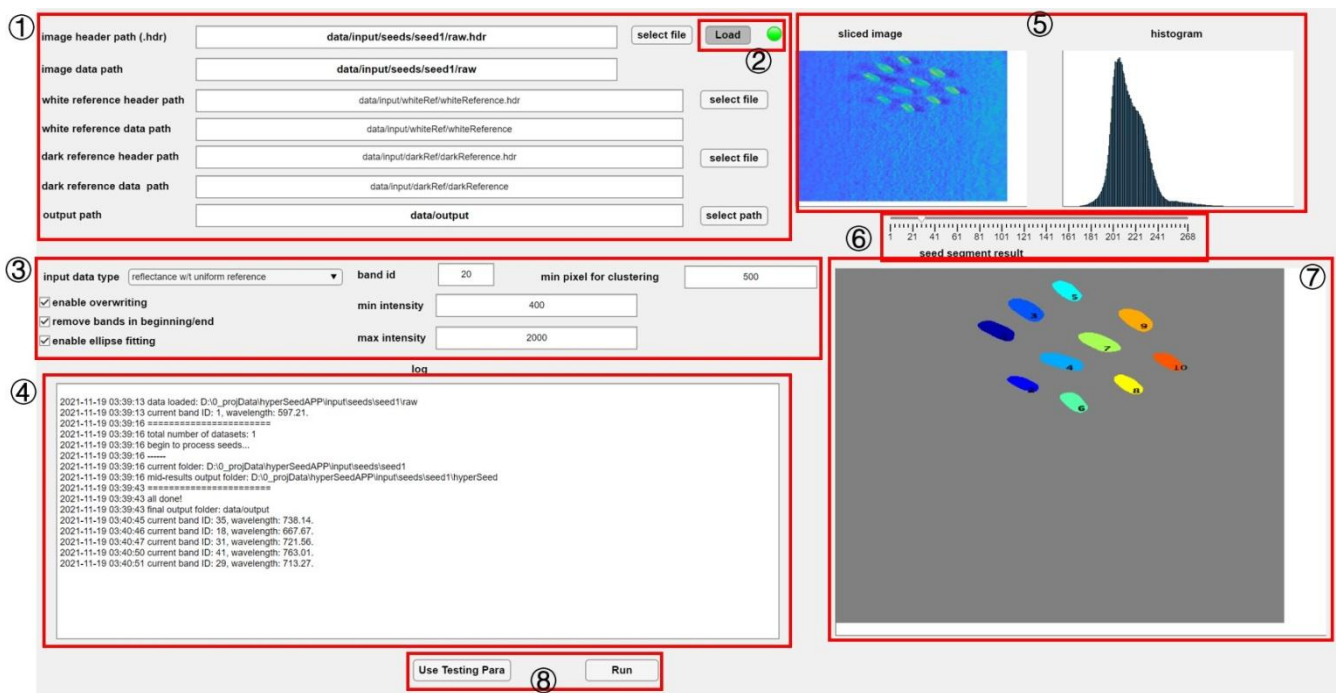 ①
image header path (.hdr) data/input/seeds/seed1/raw.hdr select file Load
②
image data path data/input/seeds/seed1/raw
white reference header path data/input/whiteRef/whiteReference.hdr select file
white reference data path data/input/whiteRef/whiteReference
dark reference header path data/input/darkRef/darkReference.hdr select file
dark reference data path data/input/darkRef/darkReference
output path data/output select path
⑤
sliced image histogram
⑥
1 21 41 61 81 101 121 141 161 181 201 221 241 268
③
input data type reflectance w/t uniform reference band id 20 min pixel for clustering 500
enable overwriting min intensity 400
remove bands in beginning/end
enable ellipse fitting max intensity 2000
seed segment result
⑦
5
3
9
7
4 10
8
6
log
④
2021-11-19 03:39:13 data loaded: D:\0_projData\hyperSeedAPP\input\seeds\seed1\raw
2021-11-19 03:39:13 current band ID: 1, wavelength: 597.21.
2021-11-19 03:39:16 ========================
2021-11-19 03:39:16 total number of datasets: 1
2021-11-19 03:39:16 begin to process seeds...
2021-11-19 03:39:16 ------
2021-11-19 03:39:16 current folder: D:\0_projData\hyperSeedAPP\input\seeds\seed1
2021-11-19 03:39:16 mid-results output folder: D:\0_projData\hyperSeedAPP\input\seeds\seed1\hyperSeed
2021-11-19 03:39:43 ========================
2021-11-19 03:39:43 all done!
2021-11-19 03:39:43 final output folder: data/output
2021-11-19 03:40:45 current band ID: 35, wavelength: 738.14.
2021-11-19 03:40:46 current band ID: 18, wavelength: 667.67.
2021-11-19 03:40:47 current band ID: 31, wavelength: 721.56.
2021-11-19 03:40:50 current band ID: 41, wavelength: 763.01.
2021-11-19 03:40:51 current band ID: 29, wavelength: 713.27.
Use Testing Para ⑧ Run